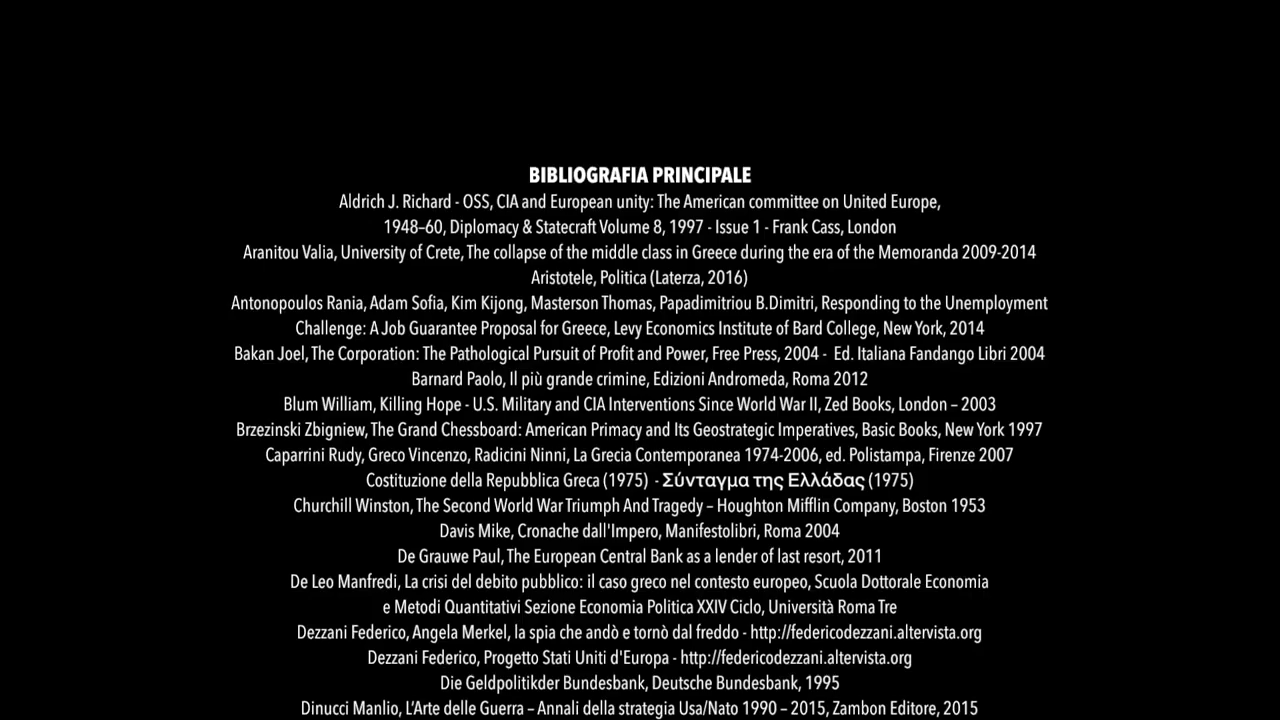 BIBLIOGRAFIA PRINCIPALE
Aldrich J. Richard - OSS, CIA and European unity: The American committee on United Europe,
1948–60, Diplomacy & Statecraft Volume 8, 1997 - Issue 1 - Frank Cass, London
Aranitou Valia, University of Crete, The collapse of the middle class in Greece during the era of the Memoranda 2009-2014
Aristotele, Politica (Laterza, 2016)
Antonopoulos Rania, Adam Sofia, Kim Kijong, Masterson Thomas, Papadimitriou B.Dimitri, Responding to the Unemployment
Challenge: A Job Guarantee Proposal for Greece, Levy Economics Institute of Bard College, New York, 2014
Bakan Joel, The Corporation: The Pathological Pursuit of Profit and Power, Free Press, 2004 - Ed. Italiana Fandango Libri 2004
Barnard Paolo, Il più grande crimine, Edizioni Andromeda, Roma 2012
Blum William, Killing Hope - U.S. Military and CIA Interventions Since World War II, Zed Books, London – 2003
Brzezinski Zbigniew, The Grand Chessboard: American Primacy and Its Geostrategic Imperatives, Basic Books, New York 1997
Caparrini Rudy, Greco Vincenzo, Radicini Ninni, La Grecia Contemporanea 1974-2006, ed. Polistampa, Firenze 2007
Costituzione della Repubblica Greca (1975) - Σύνταγμα της Ελλάδας (1975)
Churchill Winston, The Second World War Triumph And Tragedy – Houghton Mifflin Company, Boston 1953
Davis Mike, Cronache dall'Impero, Manifestolibri, Roma 2004
De Grauwe Paul, The European Central Bank as a lender of last resort, 2011
De Leo Manfredi, La crisi del debito pubblico: il caso greco nel contesto europeo, Scuola Dottorale Economia
e Metodi Quantitativi Sezione Economia Politica XXIV Ciclo, Università Roma Tre
Dezzani Federico, Angela Merkel, la spia che andò e tornò dal freddo - http://federicodezzani.altervista.org
Dezzani Federico, Progetto Stati Uniti d'Europa - http://federicodezzani.altervista.org
Die Geldpolitikder Bundesbank, Deutsche Bundesbank, 1995
Dinucci Manlio, L'Arte delle Guerra – Annali della strategia Usa/Nato 1990 – 2015, Zambon Editore, 2015